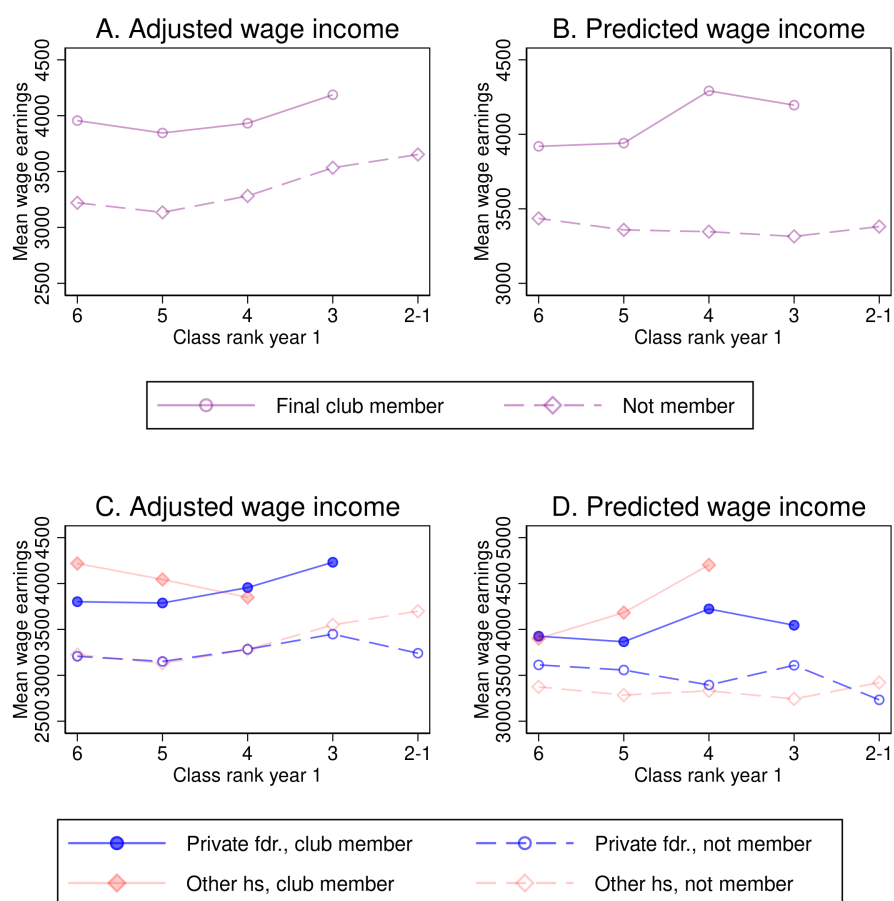 A. Adjusted wage income
Mean wage earnings
4500
4000
3500
3000
2500
6 5 4 3 2-1
Class rank year 1
B. Predicted wage income
Mean wage earnings
4500
4000
3500
3000
6 5 4 3 2-1
Class rank year 1
Final club member Not member
C. Adjusted wage income
Mean wage earnings
4500
4000
3500
3000
2500
6 5 4 3 2-1
Class rank year 1
D. Predicted wage income
Mean wage earnings
5000
4500
4000
3500
3000
6 5 4 3 2-1
Class rank year 1
Private fdr., club member Private fdr., not member
Other hs, club member Other hs, not member